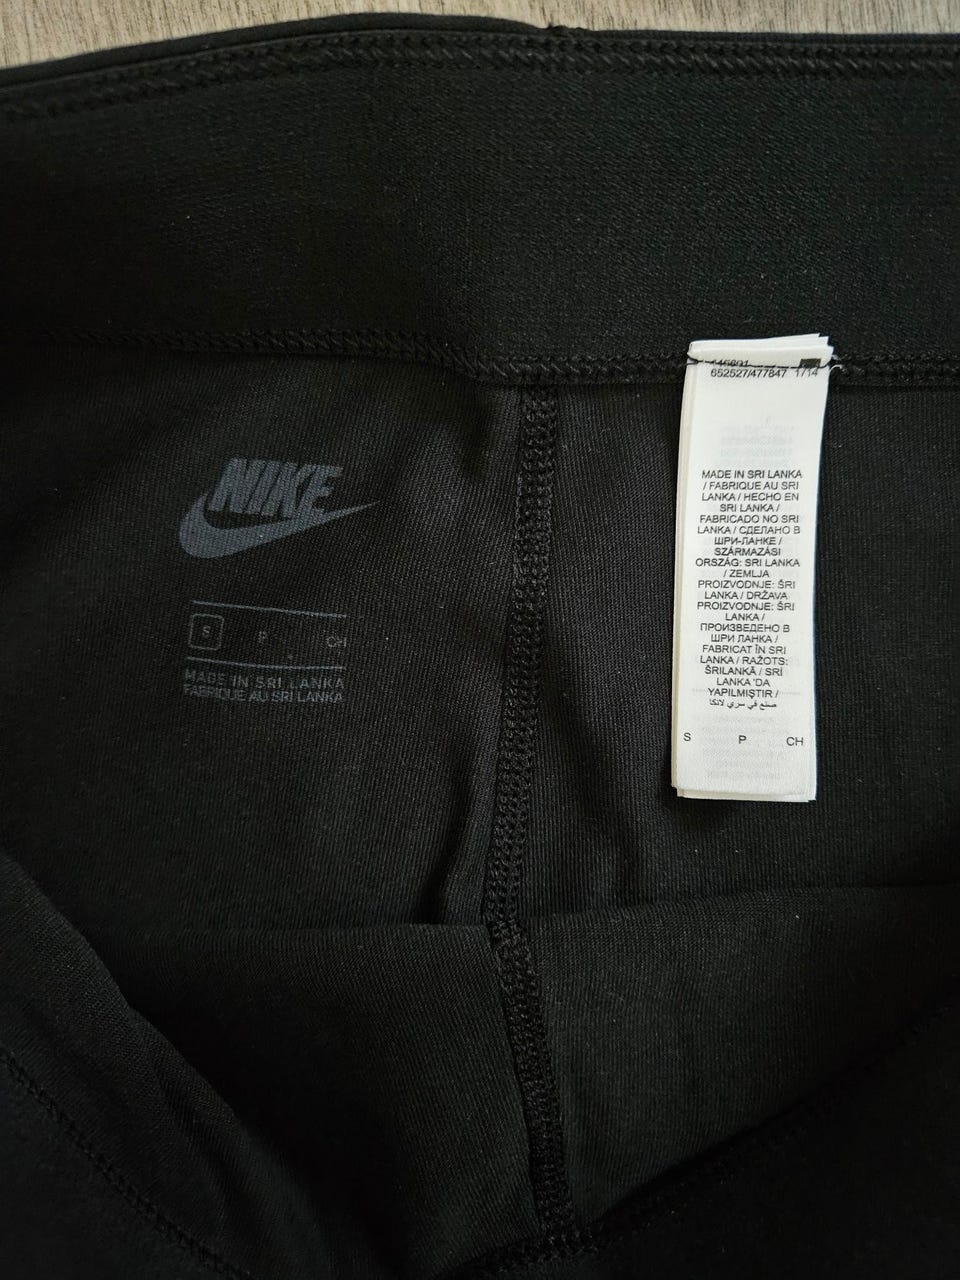 NIKE
S P CH
MADE IN SRI LANKA
FABRIQUE AU SRI LANKA
652527/477847 1/14
MADE IN SRI LANKA
/ FABRIQUE AU SRI
LANKA / HECHO EN
SRI LANKA /
FABRICADO NO SRI
LANKA / СДЕЛАНО В
ШРИ-ЛАНКЕ /
SZÁRMAZÁSI
ORSZÁG: SRI LANKA
/ ZEMLJA
PROIZVODNJE: ŠRI
LANKA / DRŽAVA
PROIZVODNJE: ŠRI
LANKA /
ПРОИЗВЕДЕНО В
ШРИ ЛАНКА /
FABRICAT ÎN SRI
LANKA / RAŽOTS:
ŠRILANKĀ / SRİ
LANKA 'DA
YAPILMIŞTIR /
صنع في سري لانكا
S P CH